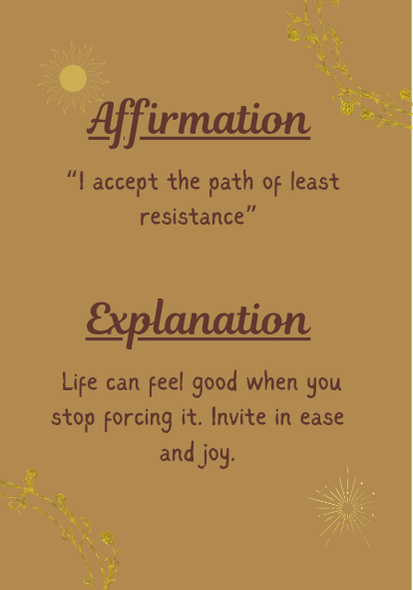 Affirmation
“I accept the path of least
resistance”
Explanation
Life can feel good when you
stop forcing it. Invite in ease
and joy.